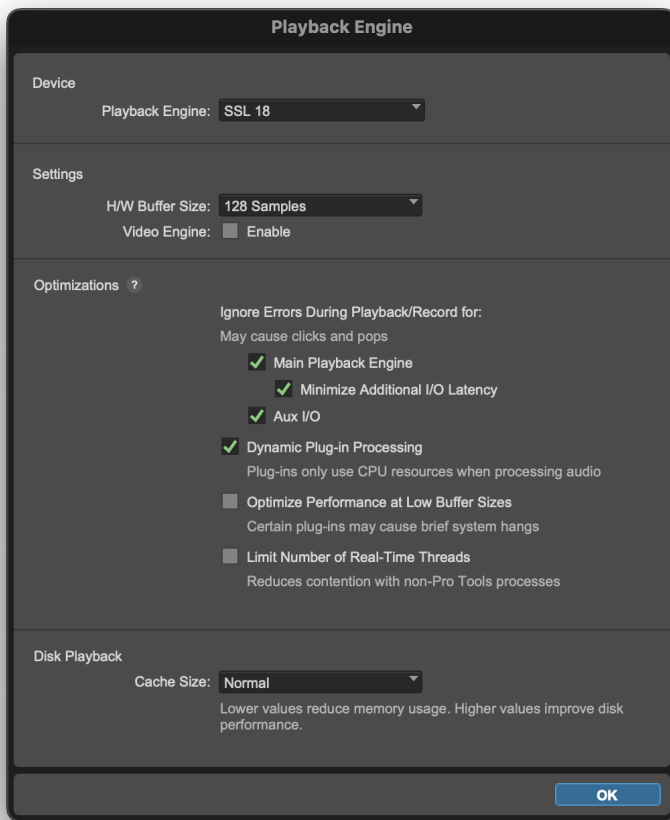 Playback Engine
Device
Playback Engine: SSL 18
Settings
H/W Buffer Size: 128 Samples
Video Engine: Enable
Optimizations ?
Ignore Errors During Playback/Record for:
May cause clicks and pops
Main Playback Engine
Minimize Additional I/O Latency
Aux I/O
Dynamic Plug-in Processing
Plug-ins only use CPU resources when processing audio
Optimize Performance at Low Buffer Sizes
Certain plug-ins may cause brief system hangs
Limit Number of Real-Time Threads
Reduces contention with non-Pro Tools processes
Disk Playback
Cache Size: Normal
Lower values reduce memory usage. Higher values improve disk
performance.
OK